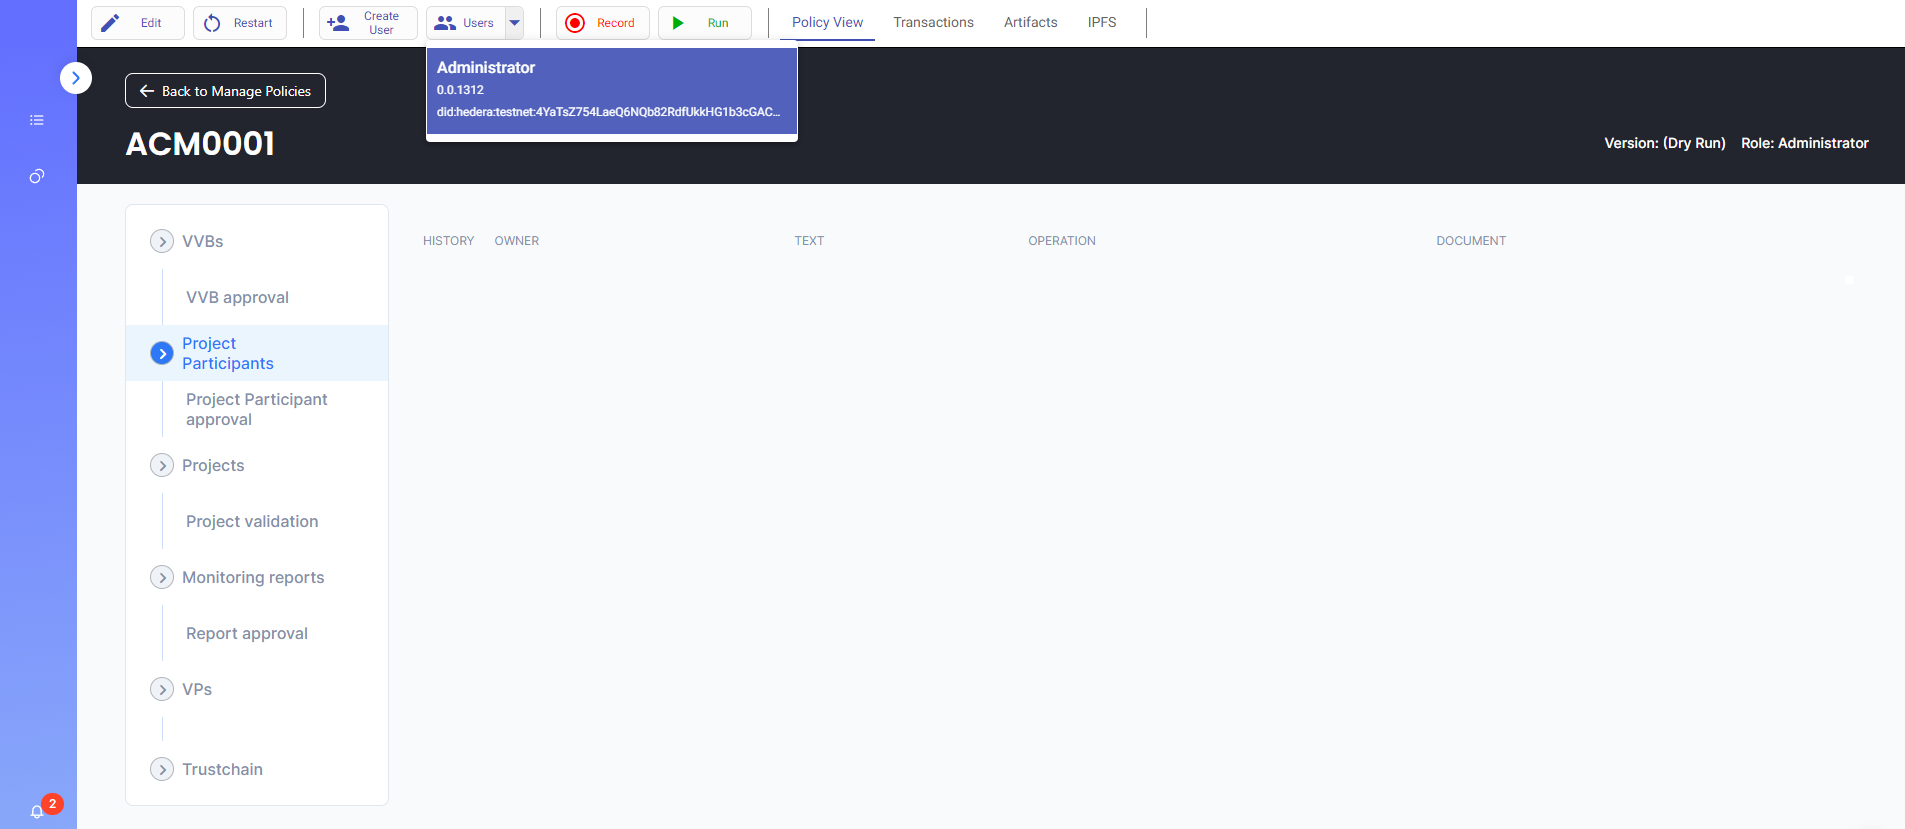 Edit
Restart
Create
User
Users
Record
Run
Policy View
Transactions
Artifacts
IPFS
Administrator
0.0.1312
did:hedera:testnet:4YaTsZ754LaeQ6NQb82RdfUkkHG1b3cGAC...
Back to Manage Policies
ACM0001
Version: (Dry Run) Role: Administrator
VVBs
VVB approval
Project
Participants
Project Participant
approval
Projects
Project validation
Monitoring reports
Report approval
VPs
Trustchain
HISTORY OWNER TEXT OPERATION DOCUMENT
2